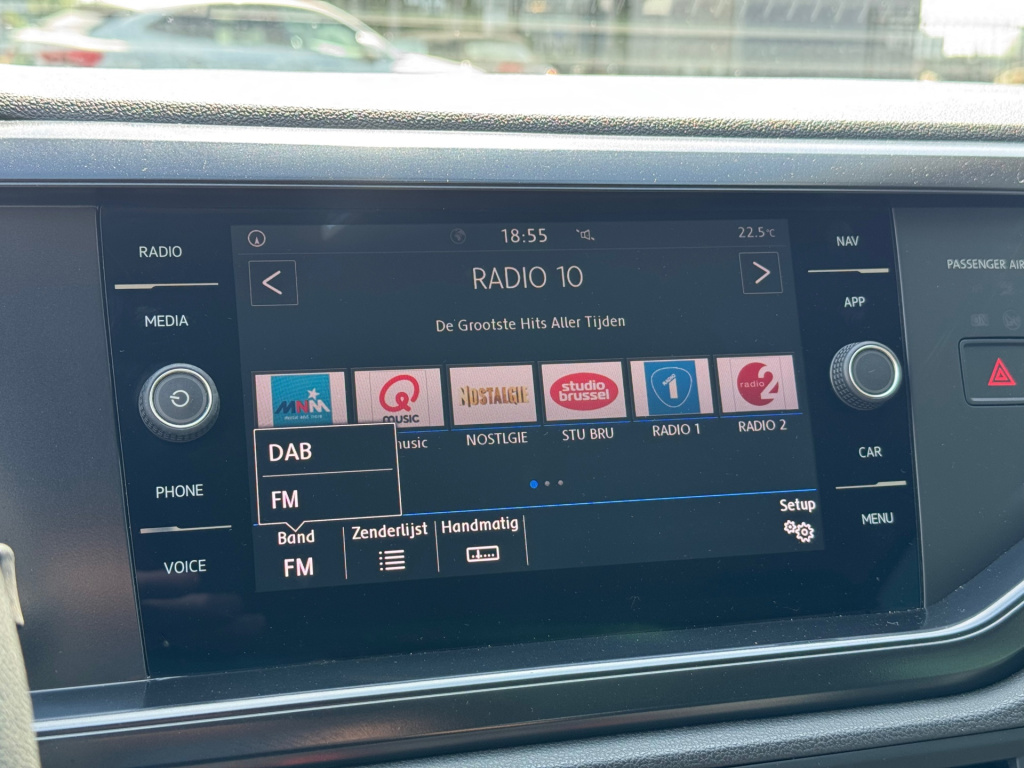 RADIO
MEDIA
PHONE
VOICE
18:55
22.5°C
<
RADIO 10
>
De Grootste Hits Aller Tijden
MNM
MUSIC
NOSTALGIE
studio
brussel
1
radio
2
usic
NOSTLGIE
STU BRU
RADIO 1
RADIO 2
DAB
FM
Band
FM
Zenderlijst
Handmatig
Setup
NAV
APP
CAR
MENU
PASSENGER AIR